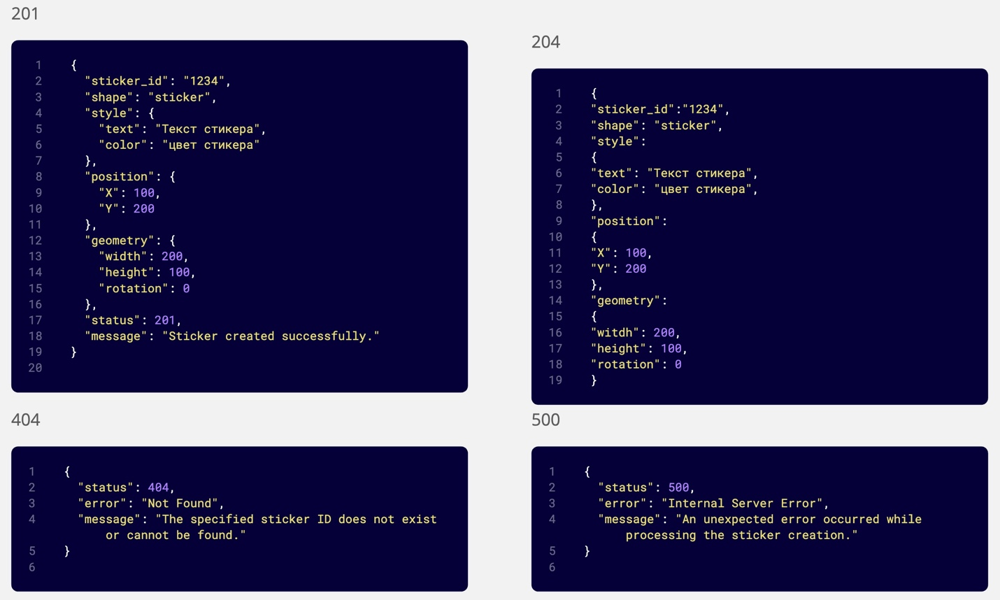 201
1 {
2 "sticker_id": "1234",
3 "shape": "sticker",
4 "style": {
5 "text": "Текст стикера",
6 "color": "цвет стикера"
7 },
8 "position": {
9 "X": 100,
10 "Y": 200
11 },
12 "geometry": {
13 "width": 200,
14 "height": 100,
15 "rotation": 0
16 },
17 "status": 201,
18 "message": "Sticker created successfully."
19 }
20
204
1 {
2 "sticker_id":"1234",
3 "shape": "sticker",
4 "style":
5 {
6 "text": "Текст стикера",
7 "color": "цвет стикера",
8 },
9 "position":
10 {
11 "X": 100,
12 "Y": 200
13 },
14 "geometry":
15 {
16 "witdh": 200,
17 "height": 100,
18 "rotation": 0
19 }
404
1 {
2 "status": 404,
3 "error": "Not Found",
4 "message": "The specified sticker ID does not exist
or cannot be found."
5 }
6
500
1 {
2 "status": 500,
3 "error": "Internal Server Error",
4 "message": "An unexpected error occurred while
processing the sticker creation."
5 }
6